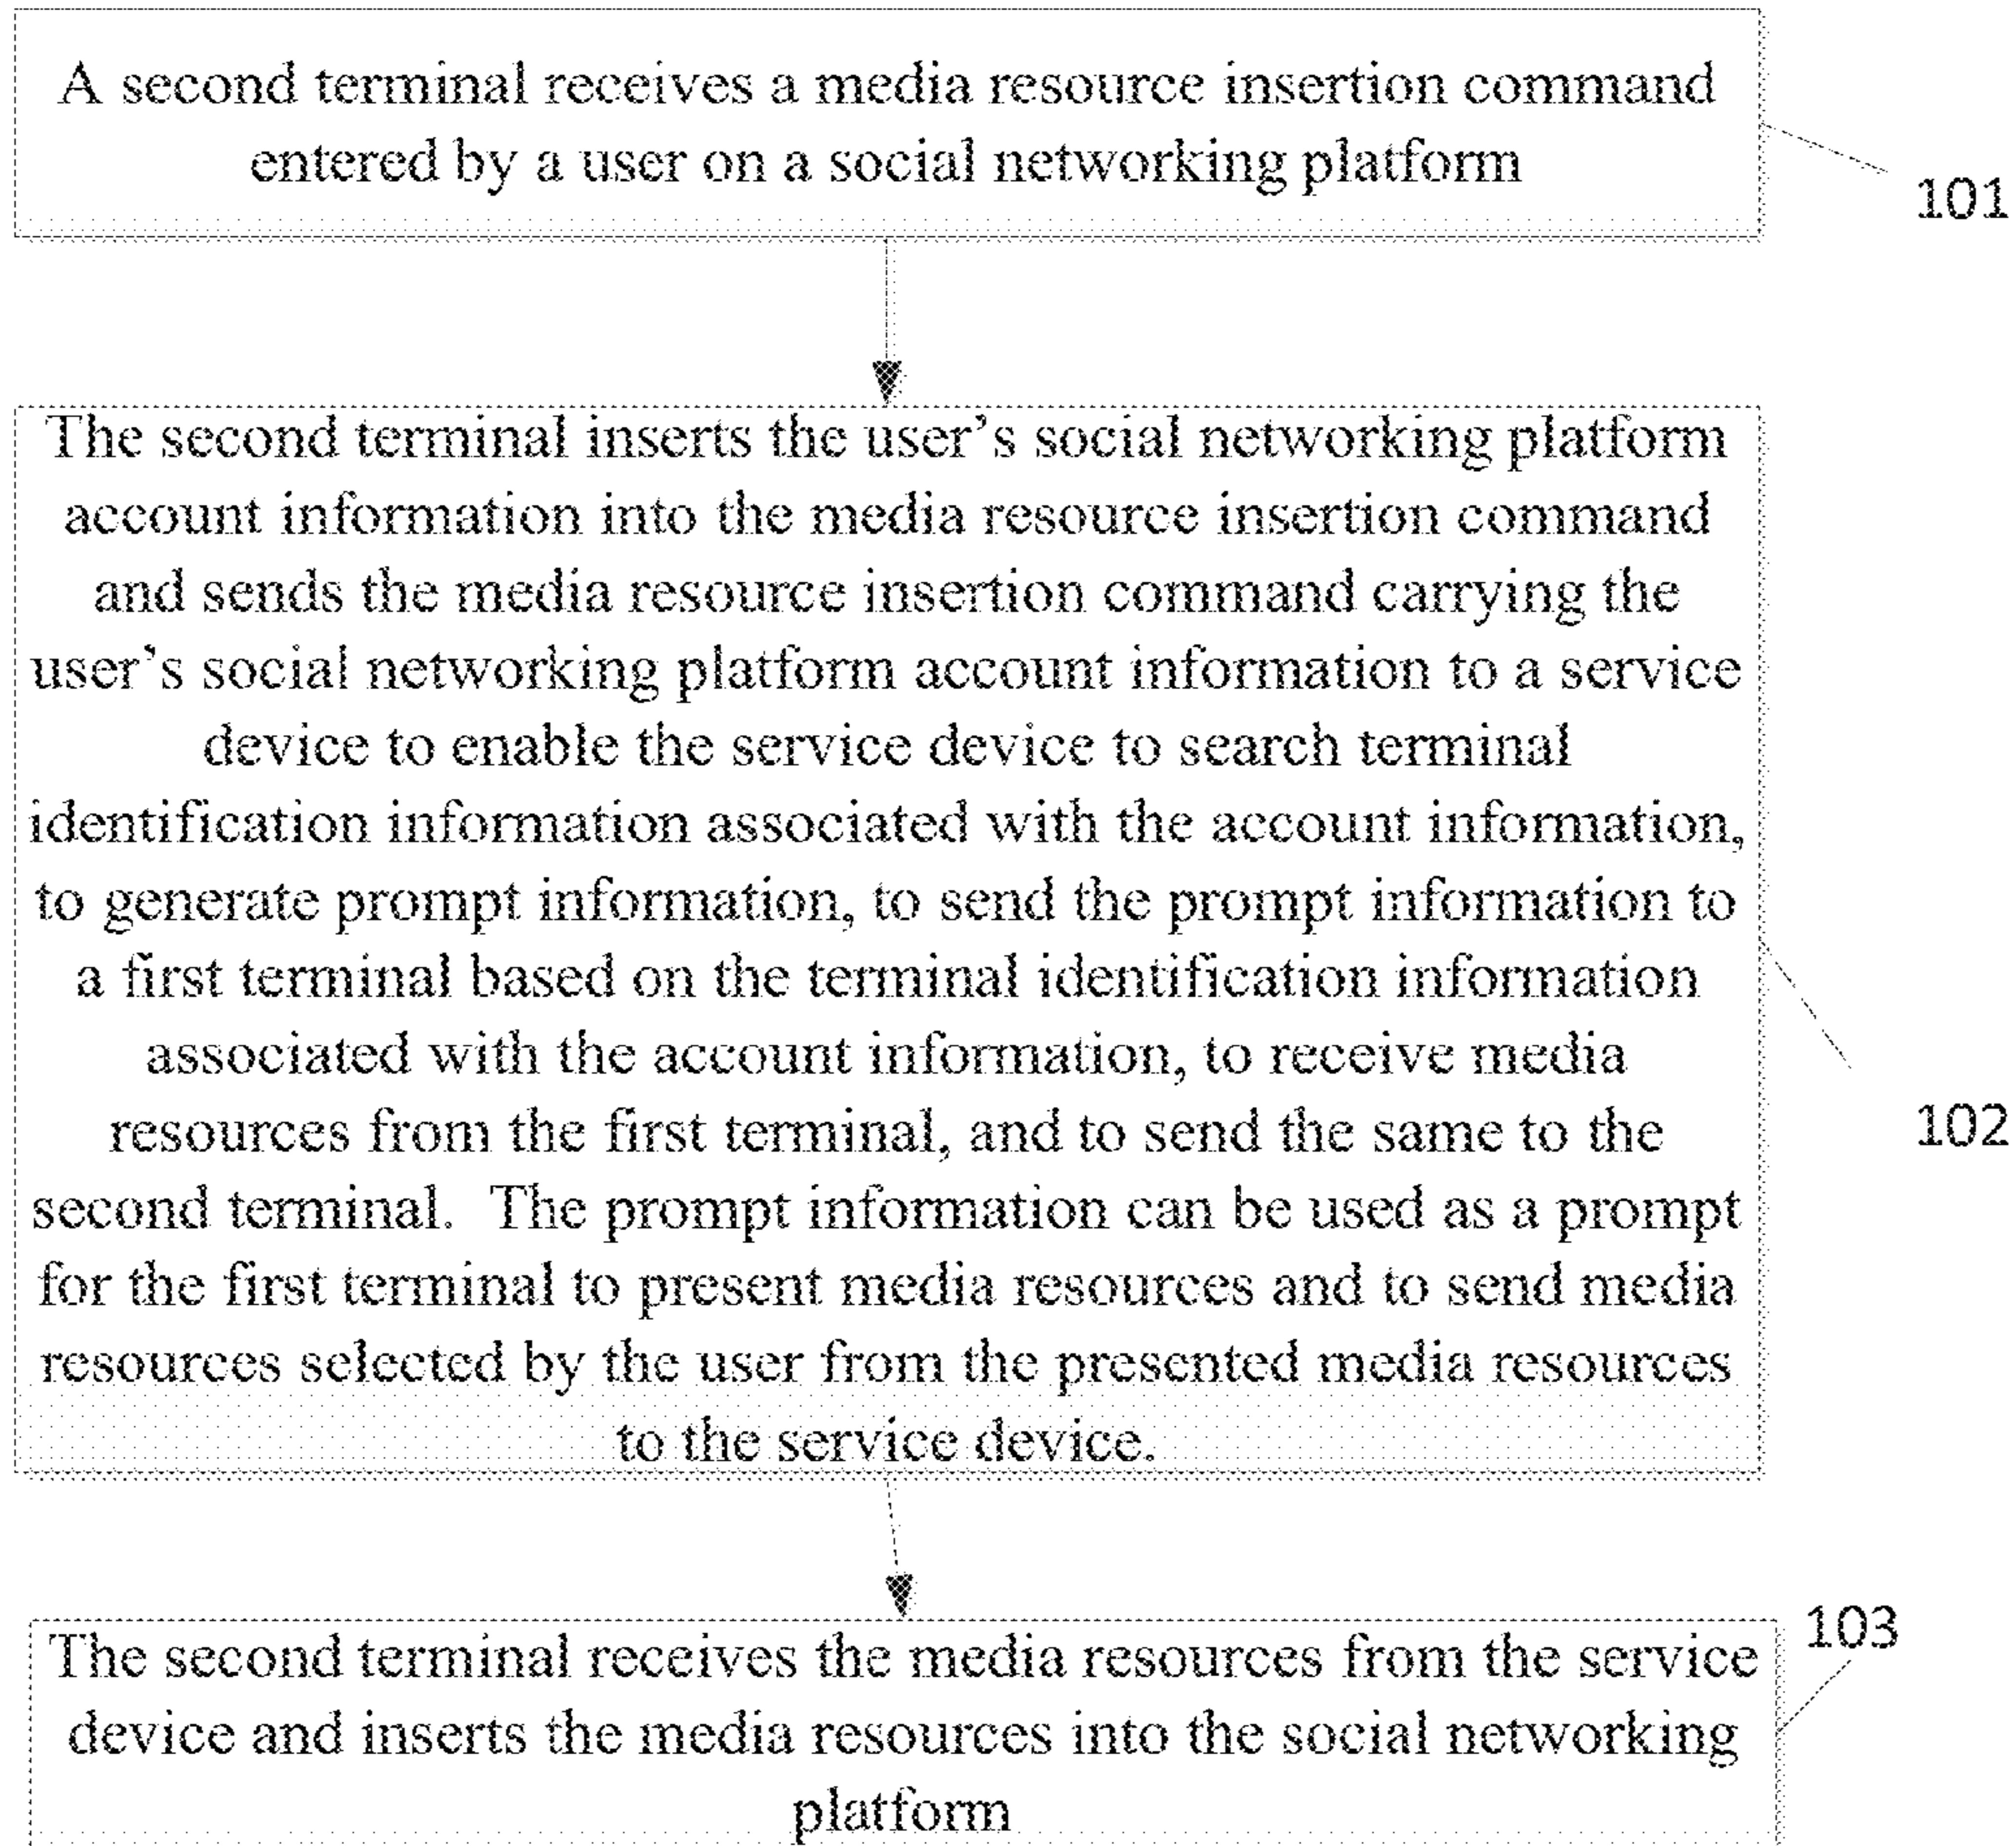 A second terminal receives a media resource insertion command
entered by a user on a social networking platform
101
The second terminal inserts the user’s social networking platform
account information into the media resource insertion command
and sends the media resource insertion command carrying the
user’s social networking platform account information to a service
device to enable the service device to search terminal
identification information associated with the account information,
to generate prompt information, to send the prompt information to
a first terminal based on the terminal identification information
associated with the account information, to receive media
resources from the first terminal, and to send the same to the
second terminal. The prompt information can be used as a prompt
for the first terminal to present media resources and to send media
resources selected by the user from the presented media resources
to the service device.
102
The second terminal receives the media resources from the service
device and inserts the media resources into the social networking
platform
103